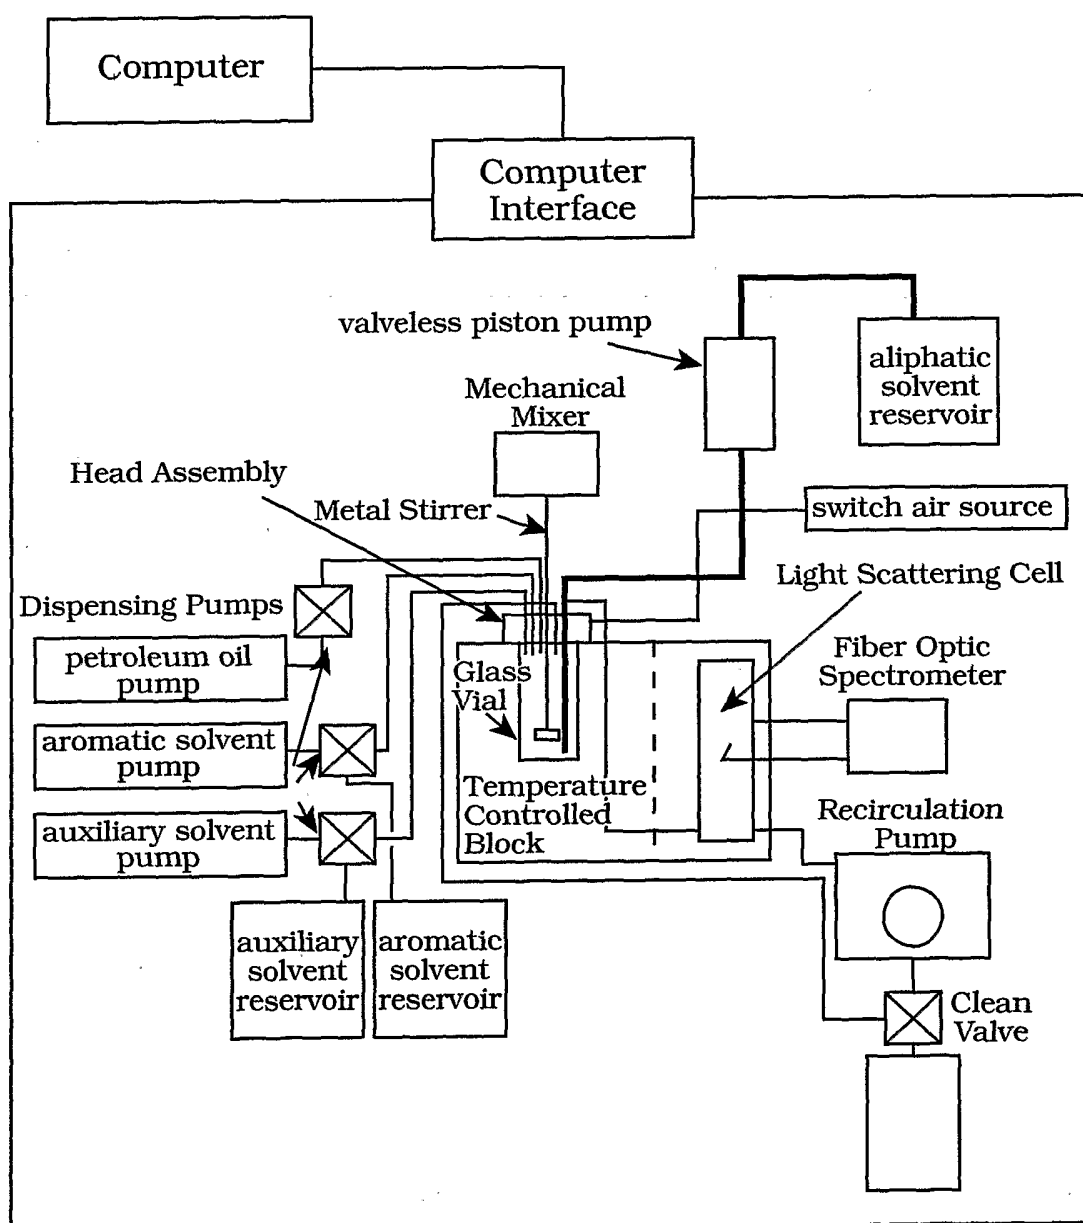 Computer
Computer
Interface
valveless piston pump
aliphatic
solvent
reservoir
Mechanical
Mixer
Head Assembly
Metal Stirrer
switch air source
Light Scattering Cell
Dispensing Pumps
petroleum oil
pump
Glass
Vial
Fiber Optic
Spectrometer
aromatic solvent
pump
Temperature
Controlled
Block
auxiliary solvent
pump
Recirculation
Pump
auxiliary
solvent
reservoir
aromatic
solvent
reservoir
Clean
Valve